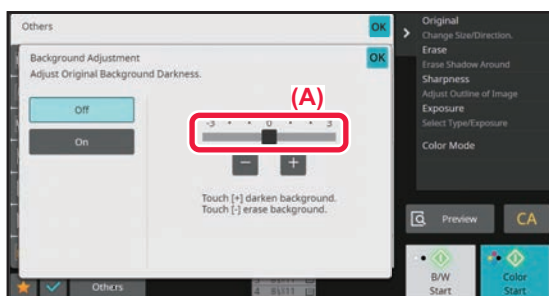 Others
OK
Background Adjustment
OK
Adjust Original Background Darkness.
Off
On
(A)
-3 0 3
− +
Touch [+] darken background.
Touch [-] erase background.
Original
Change Size/Direction.
Erase
Erase Shadow Around
Sharpness
Adjust Outline of Image
Exposure
Select Type/Exposure
Color Mode
Preview
CA
B/W
Start
Color
Start
Others